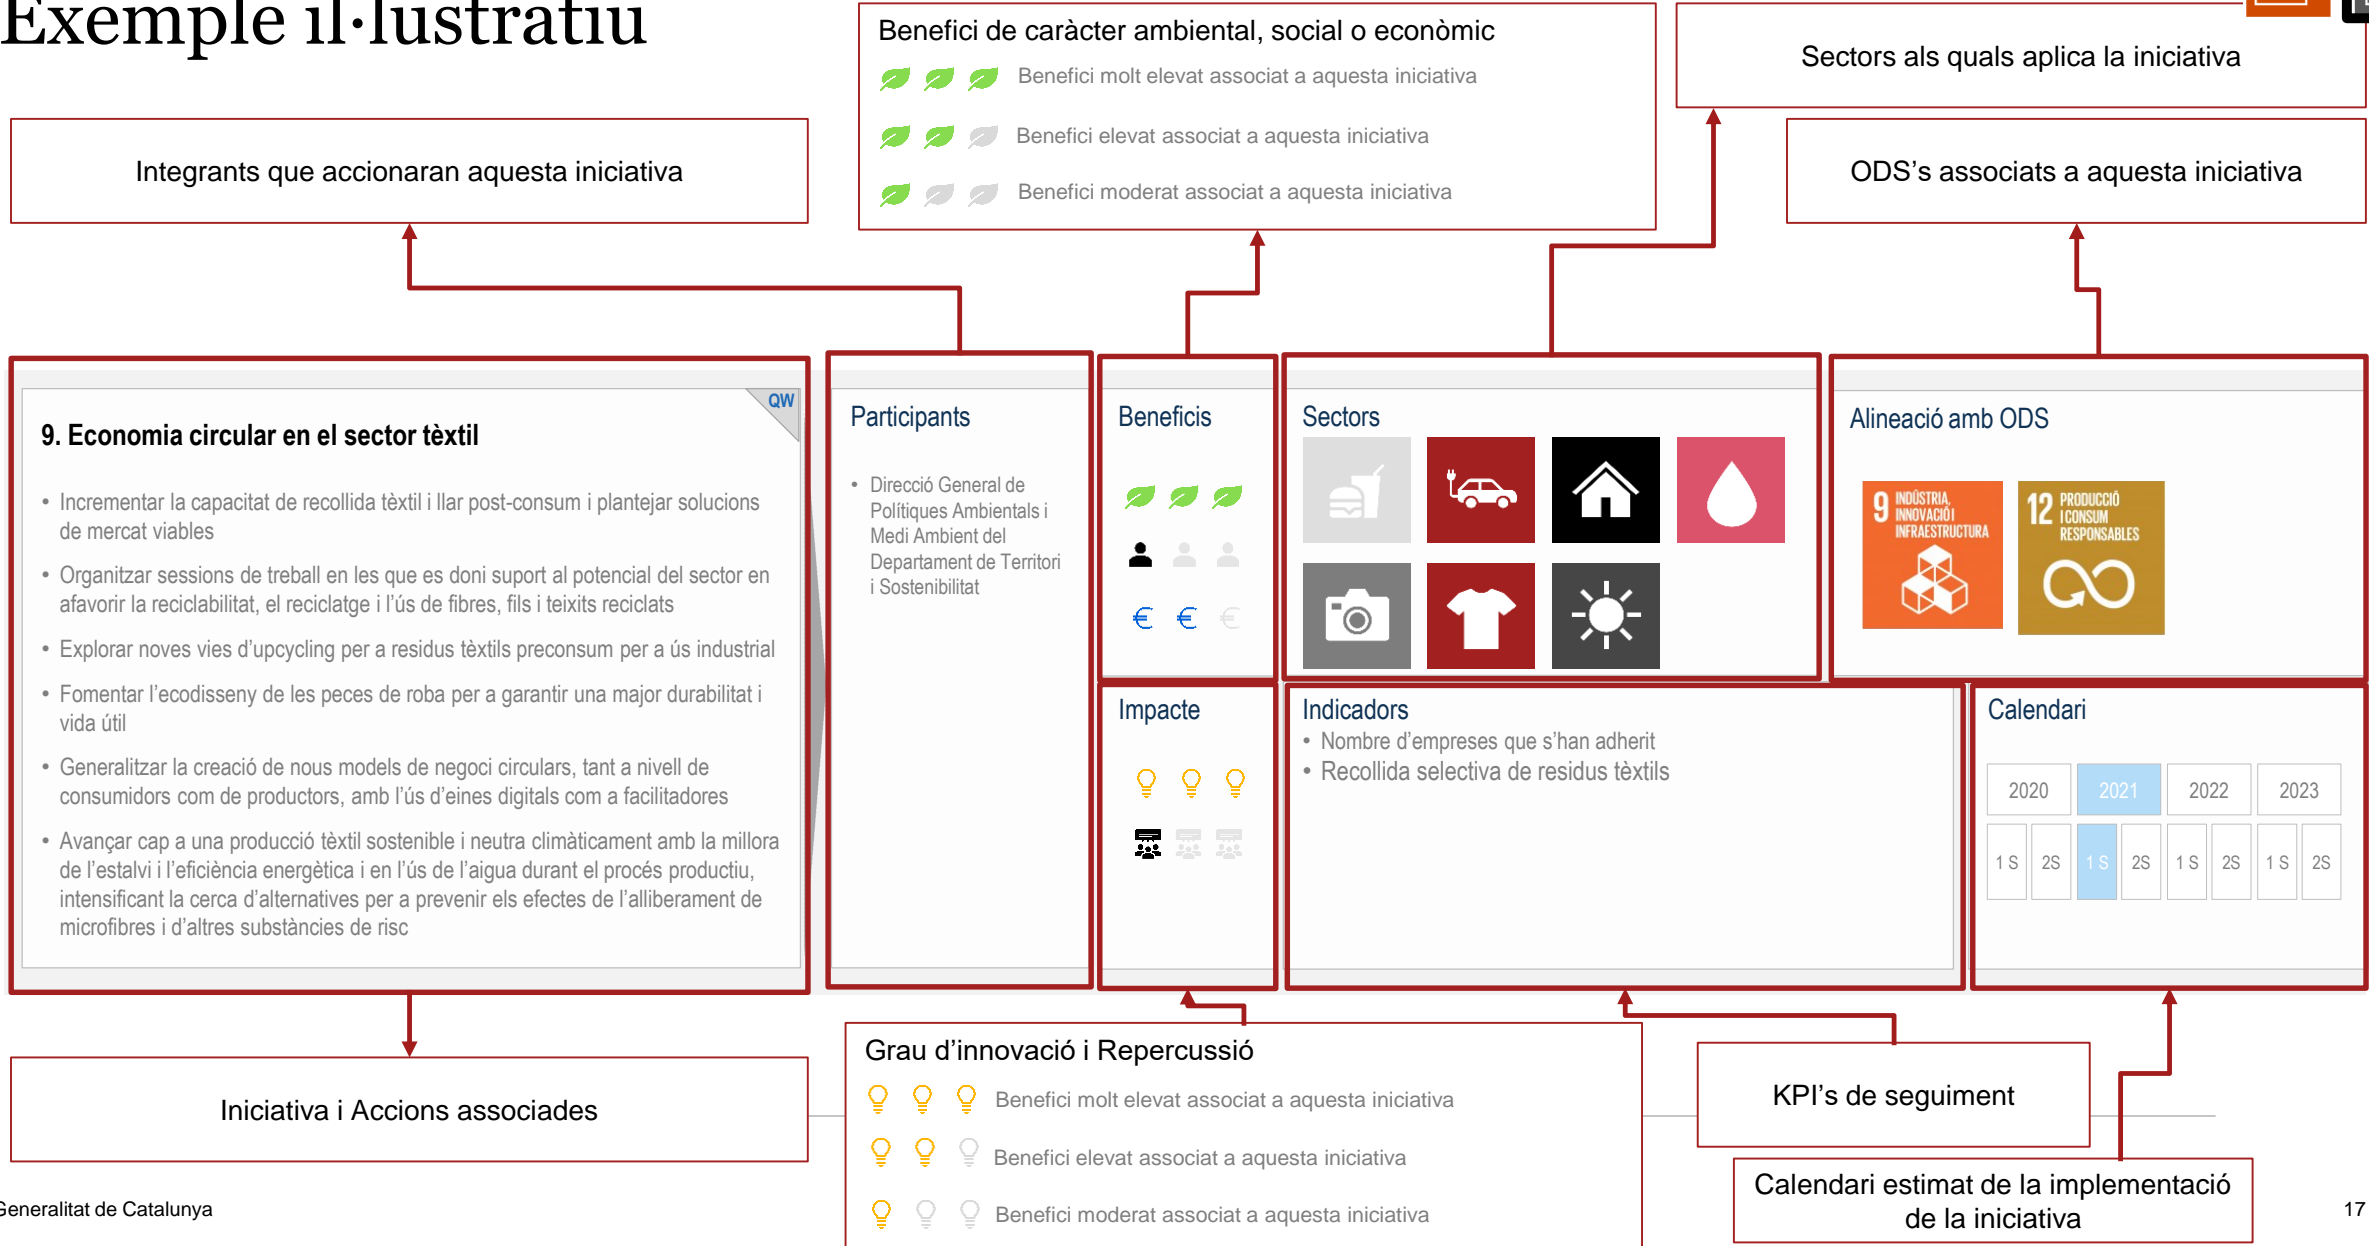 Exemple il·lustratiu
Benefici de caràcter ambiental, social o econòmic
Benefici molt elevat associat a aquesta iniciativa
Benefici elevat associat a aquesta iniciativa
Benefici moderat associat a aquesta iniciativa
Sectors als quals aplica la iniciativa
Integrants que accionaran aquesta iniciativa
ODS's associats a aquesta iniciativa
QW
9. Economia circular en el sector tèxtil
• Incrementar la capacitat de recollida tèxtil i llar post-consum i plantejar solucions
de mercat viables
• Organitzar sessions de treball en les que es doni suport al potencial del sector en
afavorir la reciclabilitat, el reciclatge i l'ús de fibres, fils i teixits reciclats
• Explorar noves vies d'upcycling per a residus tèxtils preconsum per a ús industrial
• Fomentar l'ecodisseny de les peces de roba per a garantir una major durabilitat i
vida útil
• Generalitzar la creació de nous models de negoci circulars, tant a nivell de
consumidors com de productors, amb l'ús d'eines digitals com a facilitadores
• Avançar cap a una producció tèxtil sostenible i neutra climàticament amb la millora
de l'estalvi i l'eficiència energètica i en l'ús de l'aigua durant el procés productiu,
intensificant la cerca d'alternatives per a prevenir els efectes de l'alliberament de
microfibres i d'altres substàncies de risc
Participants
• Direcció General de
Polítiques Ambientals i
Medi Ambient del
Departament de Territori
i Sostenibilitat
Beneficis
€ € €
Sectors
Alineació amb ODS
9 INDÚSTRIA,
INNOVACIÓ I
INFRAESTRUCTURA
12 PRODUCCIÓ
I CONSUM
RESPONSABLES
Impacte
Indicadors
• Nombre d'empreses que s'han adherit
• Recollida selectiva de residus tèxtils
Calendari
2020 2021 2022 2023
1 S 2S 1 S 2S 1 S 2S 1 S 2S
Iniciativa i Accions associades
Grau d'innovació i Repercussió
Benefici molt elevat associat a aquesta iniciativa
Benefici elevat associat a aquesta iniciativa
Benefici moderat associat a aquesta iniciativa
KPI's de seguiment
Calendari estimat de la implementació
de la iniciativa
Generalitat de Catalunya
17